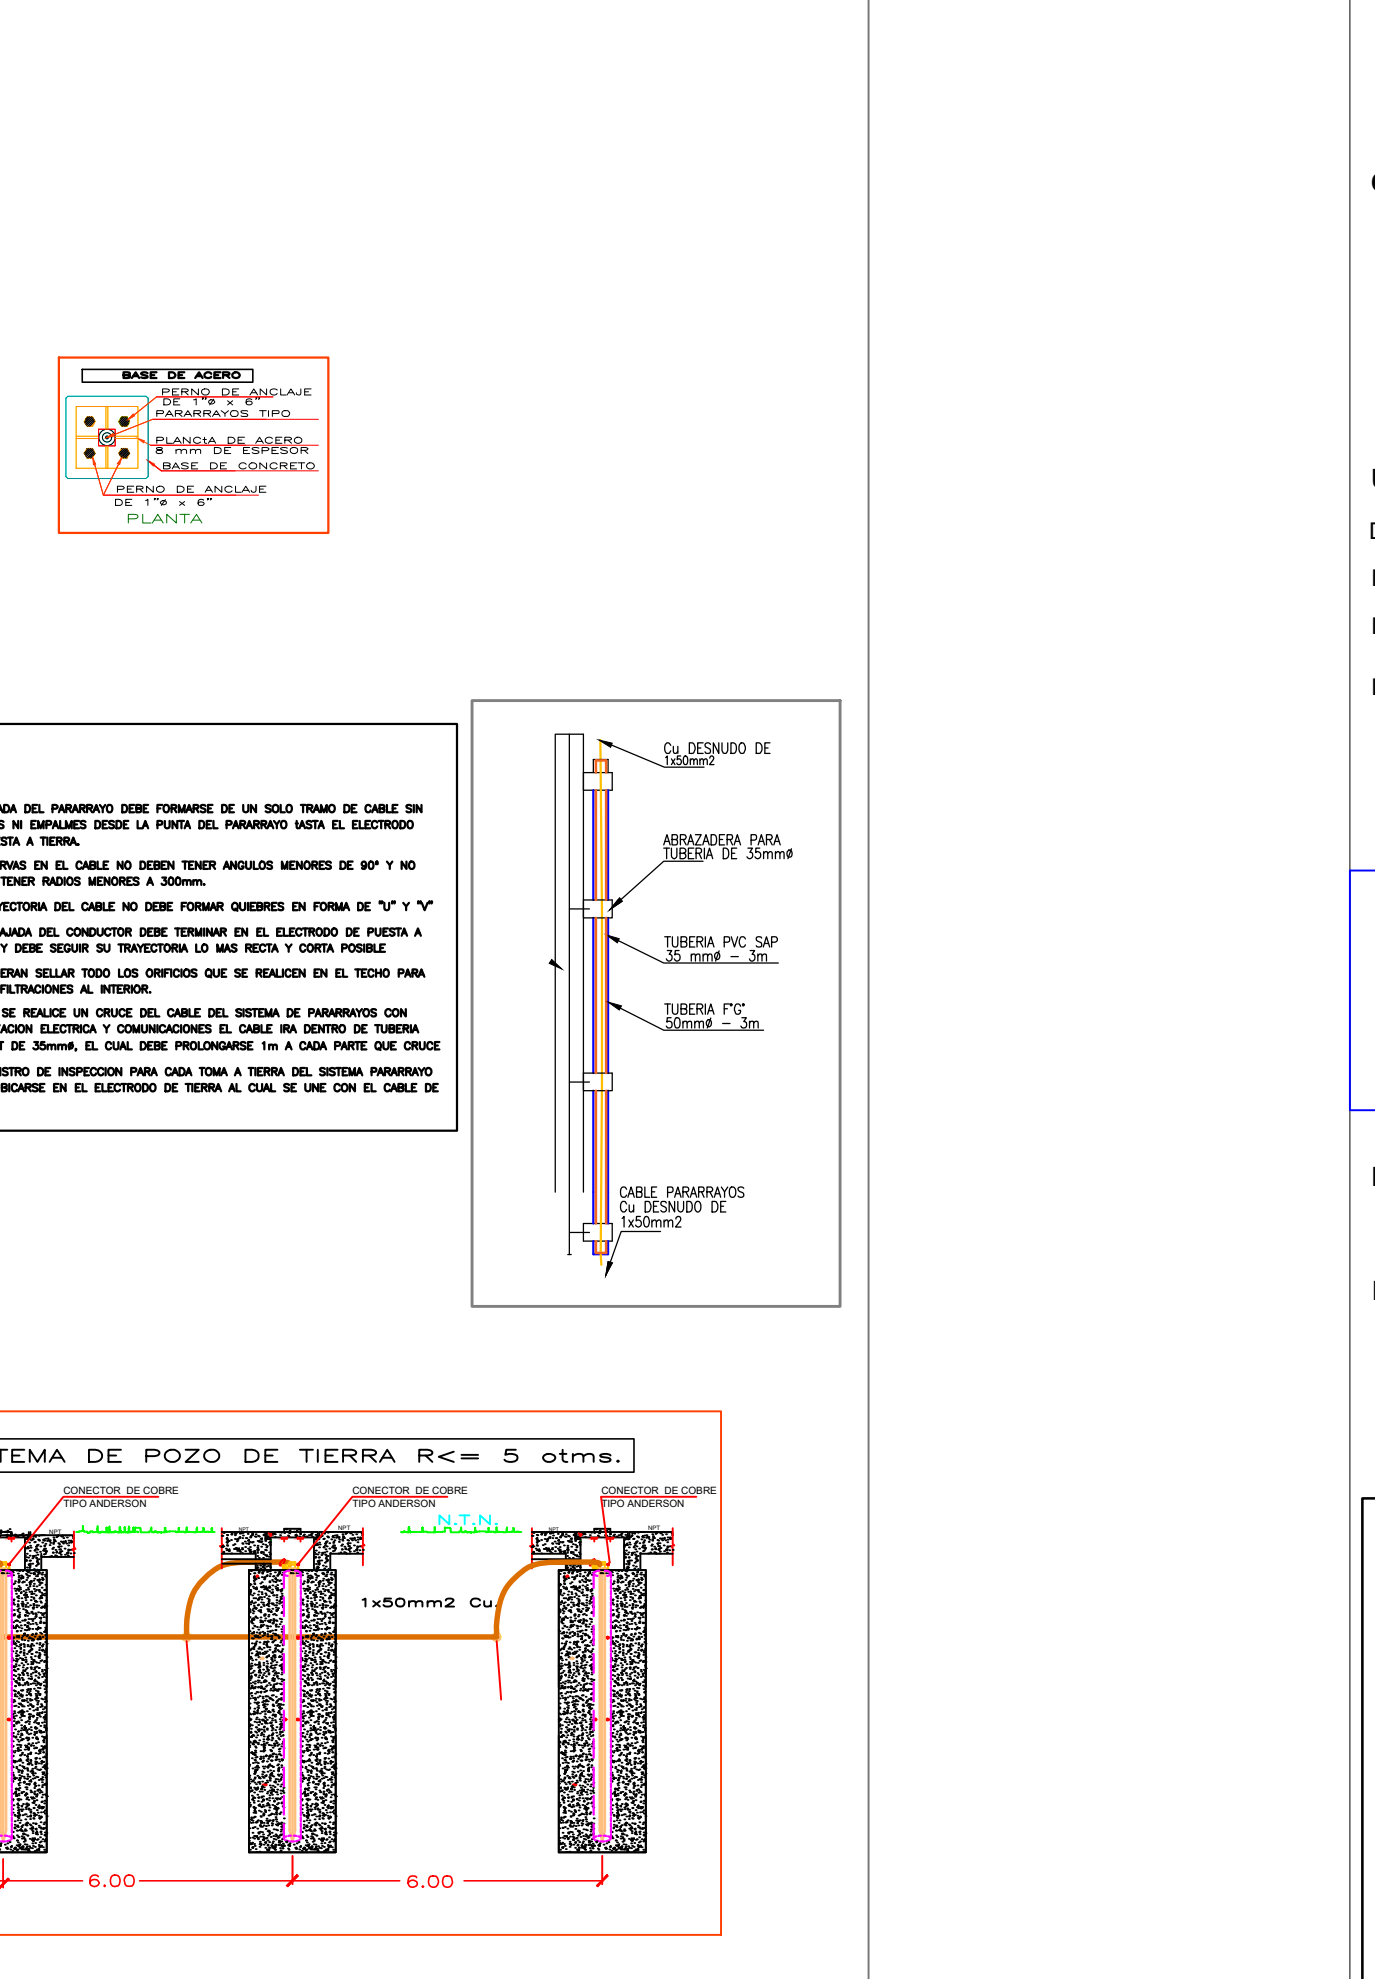 BASE DE ACERO
PERNO DE ANCLAJE
DE 1"ø x 6"
PARARRAYOS TIPO
PLANCtA DE ACERO
8 mm DE ESPESOR
BASE DE CONCRETO
PERNO DE ANCLAJE
DE 1"ø x 6"
PLANTA
ADA DEL PARARRAYO DEBE FORMARSE DE UN SOLO TRAMO DE CABLE SIN
S NI EMPALMES DESDE LA PUNTA DEL PARARRAYO tASTA EL ELECTRODO
STA A TIERRA.
RVAS EN EL CABLE NO DEBEN TENER ANGULOS MENORES DE 90° Y NO
TENER RADIOS MENORES A 300mm.
YECTORIA DEL CABLE NO DEBE FORMAR QUIEBRES EN FORMA DE "U" Y "V"
AJADA DEL CONDUCTOR DEBE TERMINAR EN EL ELECTRODO DE PUESTA A
Y DEBE SEGUIR SU TRAYECTORIA LO MAS RECTA Y CORTA POSIBLE
ERAN SELLAR TODO LOS ORIFICIOS QUE SE REALICEN EN EL TECHO PARA
FILTRACIONES AL INTERIOR.
SE REALICE UN CRUCE DEL CABLE DEL SISTEMA DE PARARRAYOS CON
ACION ELECTRICA Y COMUNICACIONES EL CABLE IRA DENTRO DE TUBERIA
T DE 35mmø, EL CUAL DEBE PROLONGARSE 1m A CADA PARTE QUE CRUCE
ISTRO DE INSPECCION PARA CADA TOMA A TIERRA DEL SISTEMA PARARRAYO
BICARSE EN EL ELECTRODO DE TIERRA AL CUAL SE UNE CON EL CABLE DE
Cu DESNUDO DE
1x50mm2
ABRAZADERA PARA
TUBERIA DE 35mmø
TUBERIA PVC SAP
35 mmø – 3m
TUBERIA F°G°
50mmø – 3m
CABLE PARARRAYOS
Cu DESNUDO DE
1x50mm2
TEMA DE POZO DE TIERRA R<= 5 otms.
CONECTOR DE COBRE
TIPO ANDERSON
CONECTOR DE COBRE
TIPO ANDERSON
CONECTOR DE COBRE
TIPO ANDERSON
N.T.N.
NPT
NPT
NPT
NPT
NPT
1x50mm2 Cu.
6.00
6.00